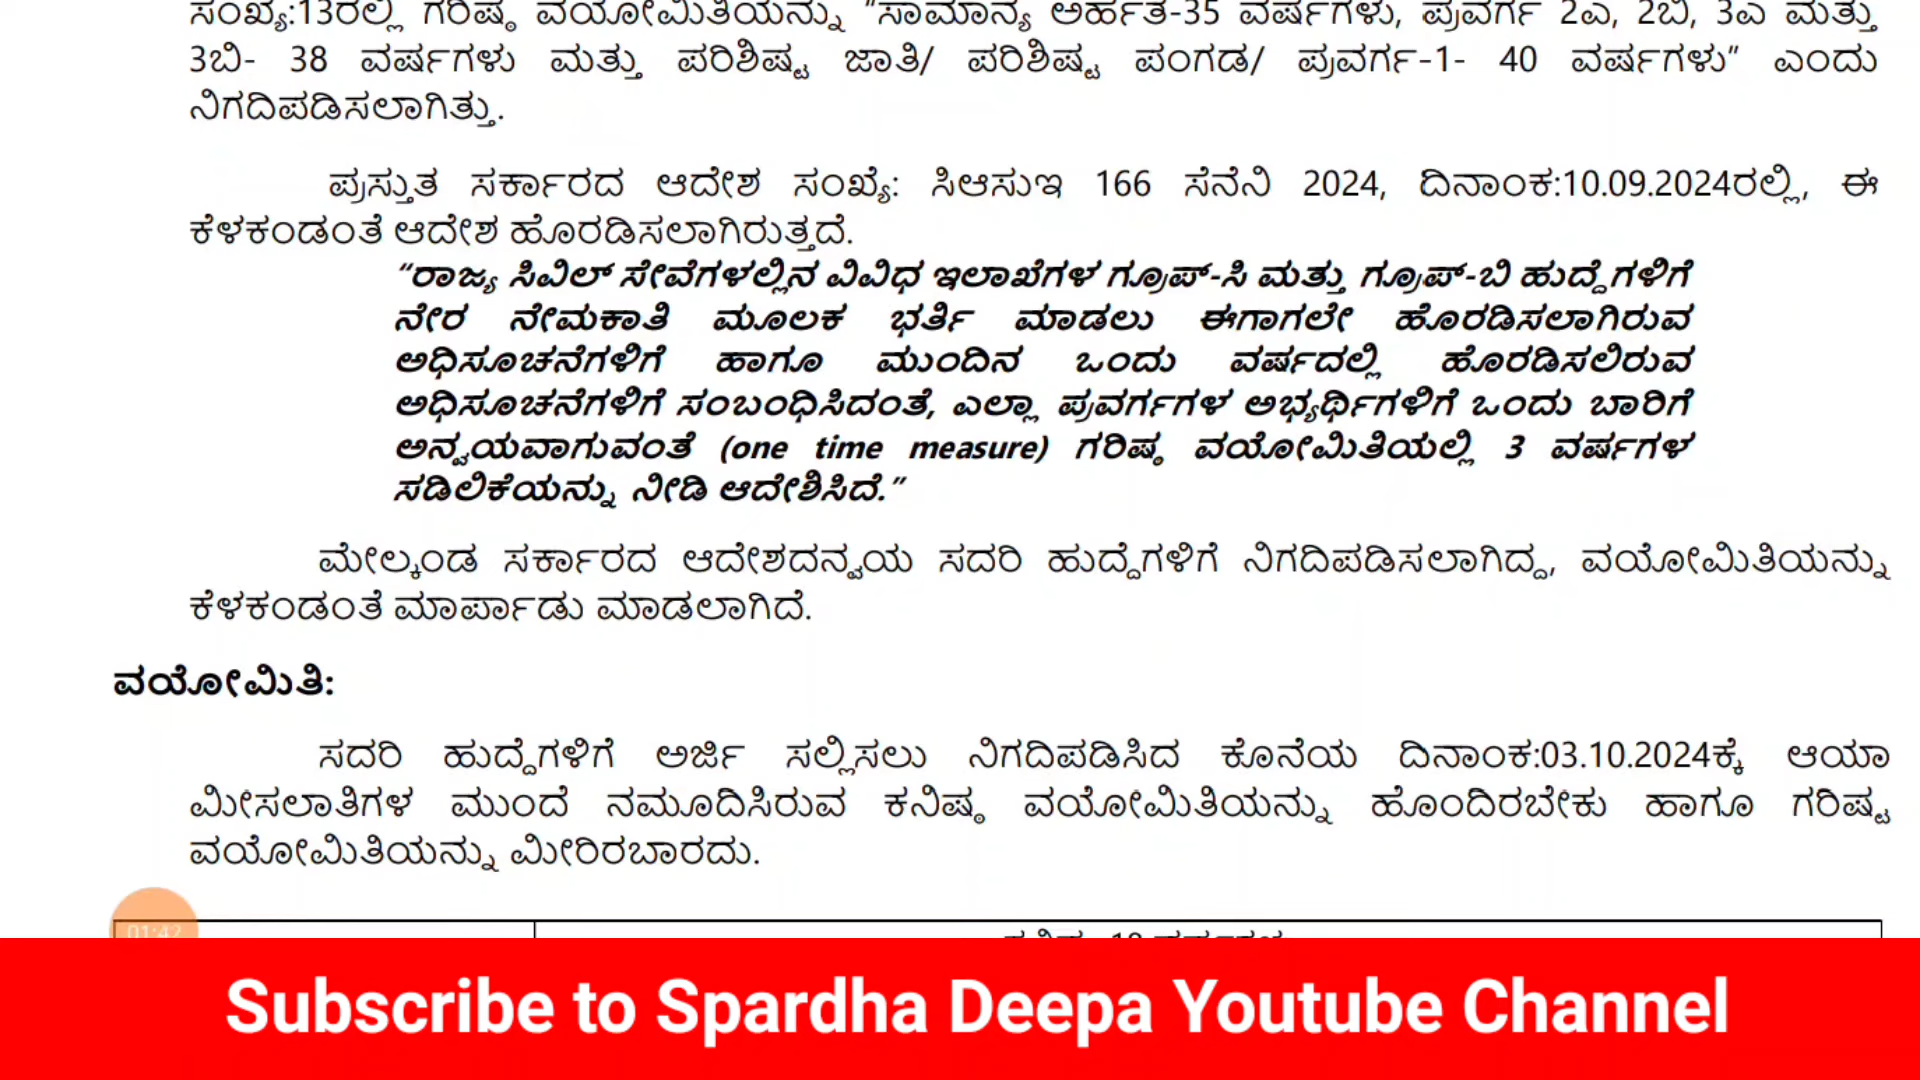 ಸಂಖ್ಯೆ:13ರಲ್ಲಿ ಗರಿಷ್ಠ ವಯೋಮಿತಿಯನ್ನು "ಸಾಮಾನ್ಯ ಅರ್ಹತೆ-35 ವರ್ಷಗಳು, ಪ್ರವರ್ಗ 2ಎ, 2ಬಿ, 3ಎ ಮತ್ತು
3ಬಿ- 38 ವರ್ಷಗಳು ಮತ್ತು ಪರಿಶಿಷ್ಟ ಜಾತಿ/ ಪರಿಶಿಷ್ಟ ಪಂಗಡ/ ಪ್ರವರ್ಗ-1- 40 ವರ್ಷಗಳು" ಎಂದು
ನಿಗದಿಪಡಿಸಲಾಗಿತ್ತು.
ಪ್ರಸ್ತುತ ಸರ್ಕಾರದ ಆದೇಶ ಸಂಖ್ಯೆ: ಸಿಆಸುಇ 166 ಸೆನೆನಿ 2024, ದಿನಾಂಕ:10.09.2024ರಲ್ಲಿ, ಈ
ಕೆಳಕಂಡಂತೆ ಆದೇಶ ಹೊರಡಿಸಲಾಗಿರುತ್ತದೆ.
"ರಾಜ್ಯ ಸಿವಿಲ್ ಸೇವೆಗಳಲ್ಲಿನ ವಿವಿಧ ಇಲಾಖೆಗಳ ಗ್ರೂಪ್-ಸಿ ಮತ್ತು ಗ್ರೂಪ್-ಬಿ ಹುದ್ದೆಗಳಿಗೆ
ನೇರ ನೇಮಕಾತಿ ಮೂಲಕ ಭರ್ತಿ ಮಾಡಲು ಈಗಾಗಲೇ ಹೊರಡಿಸಲಾಗಿರುವ
ಅಧಿಸೂಚನೆಗಳಿಗೆ ಹಾಗೂ ಮುಂದಿನ ಒಂದು ವರ್ಷದಲ್ಲಿ ಹೊರಡಿಸಲಿರುವ
ಅಧಿಸೂಚನೆಗಳಿಗೆ ಸಂಬಂಧಿಸಿದಂತೆ, ಎಲ್ಲಾ ಪ್ರವರ್ಗಗಳ ಅಭ್ಯರ್ಥಿಗಳಿಗೆ ಒಂದು ಬಾರಿಗೆ
ಅನ್ವಯವಾಗುವಂತೆ (one time measure) ಗರಿಷ್ಠ ವಯೋಮಿತಿಯಲ್ಲಿ 3 ವರ್ಷಗಳ
ಸಡಿಲಿಕೆಯನ್ನು ನೀಡಿ ಆದೇಶಿಸಿದೆ."
ಮೇಲ್ಕಂಡ ಸರ್ಕಾರದ ಆದೇಶದನ್ವಯ ಸದರಿ ಹುದ್ದೆಗಳಿಗೆ ನಿಗದಿಪಡಿಸಲಾಗಿದ್ದ, ವಯೋಮಿತಿಯನ್ನು
ಕೆಳಕಂಡಂತೆ ಮಾರ್ಪಾಡು ಮಾಡಲಾಗಿದೆ.
ವಯೋಮಿತಿ:
ಸದರಿ ಹುದ್ದೆಗಳಿಗೆ ಅರ್ಜಿ ಸಲ್ಲಿಸಲು ನಿಗದಿಪಡಿಸಿದ ಕೊನೆಯ ದಿನಾಂಕ:03.10.2024ಕ್ಕೆ ಆಯಾ
ಮೀಸಲಾತಿಗಳ ಮುಂದೆ ನಮೂದಿಸಿರುವ ಕನಿಷ್ಠ ವಯೋಮಿತಿಯನ್ನು ಹೊಂದಿರಬೇಕು ಹಾಗೂ ಗರಿಷ್ಟ
ವಯೋಮಿತಿಯನ್ನು ಮೀರಿರಬಾರದು.
01:42
Subscribe to Spardha Deepa Youtube Channel